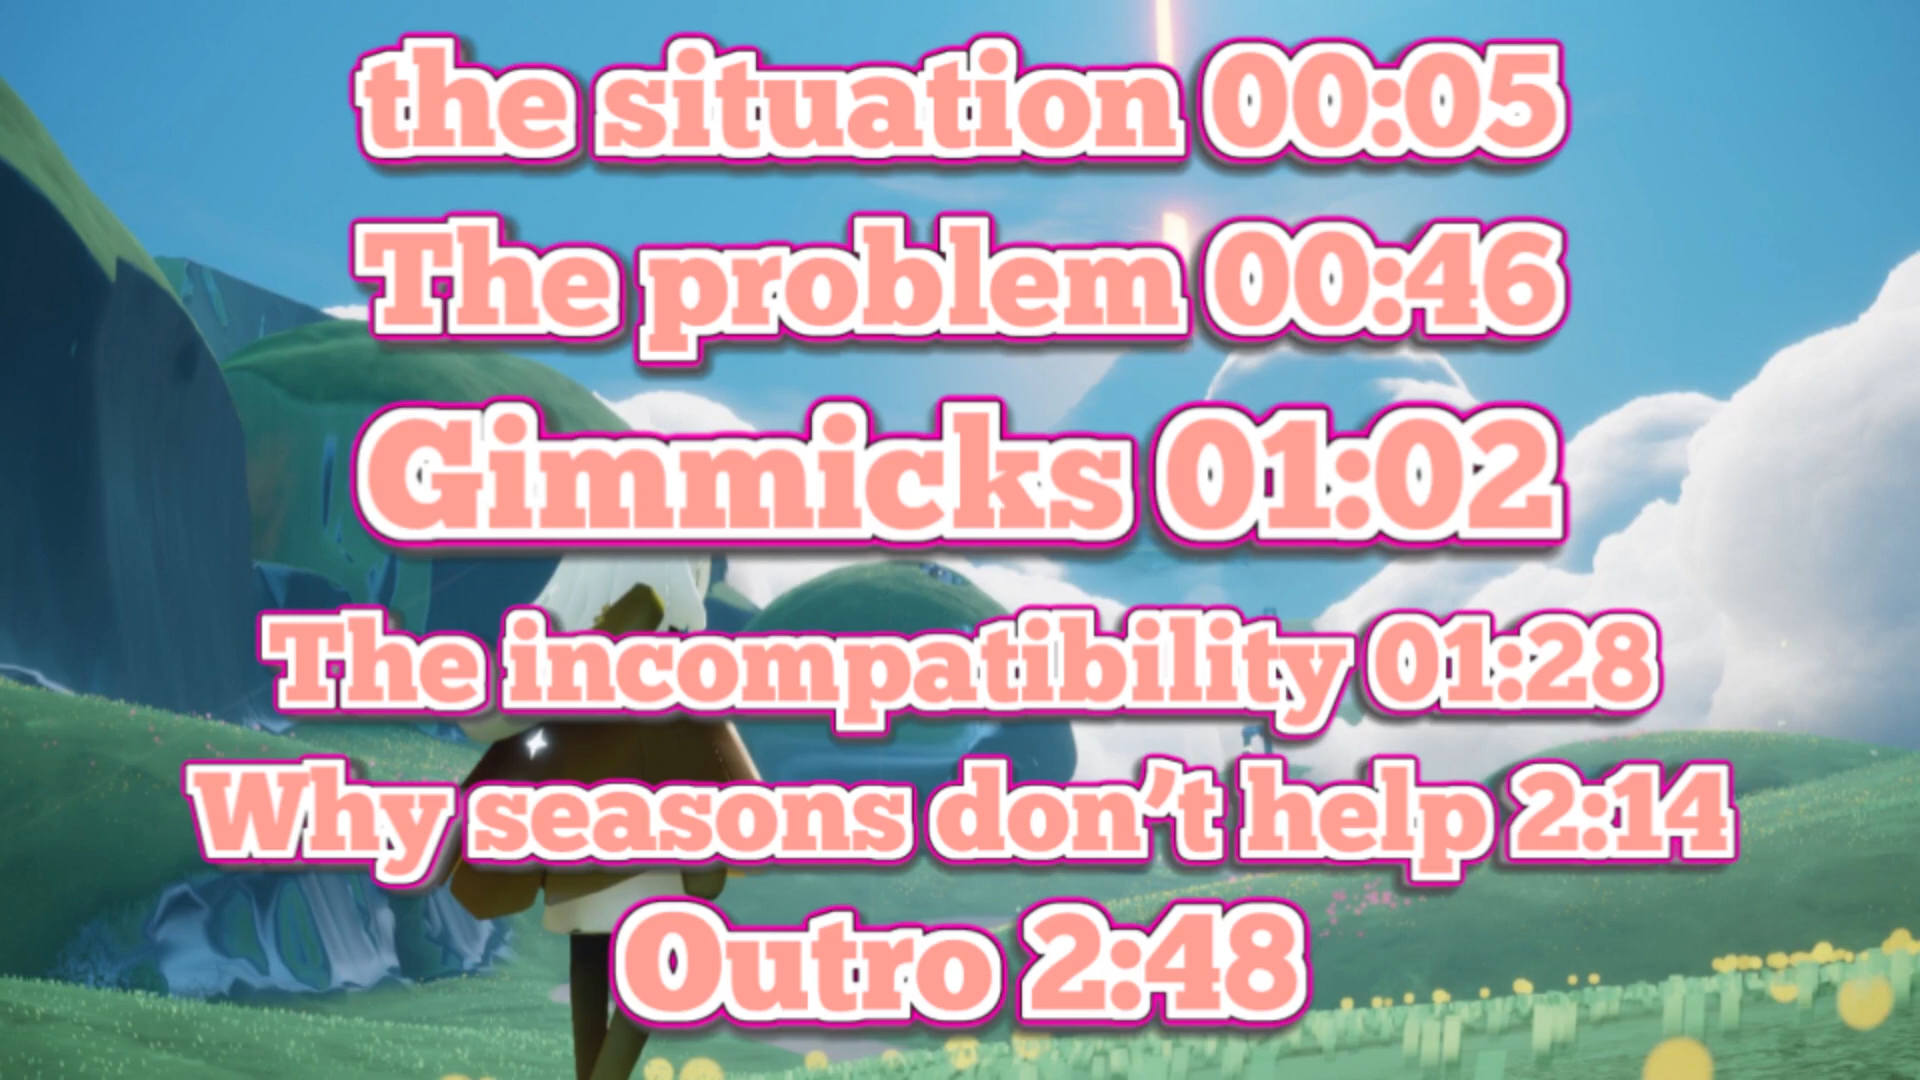 the situation 00:05
The problem 00:46
Gimmicks 01:02
The incompatibility 01:28
Why seasons don’t help 2:14
Outro 2:48